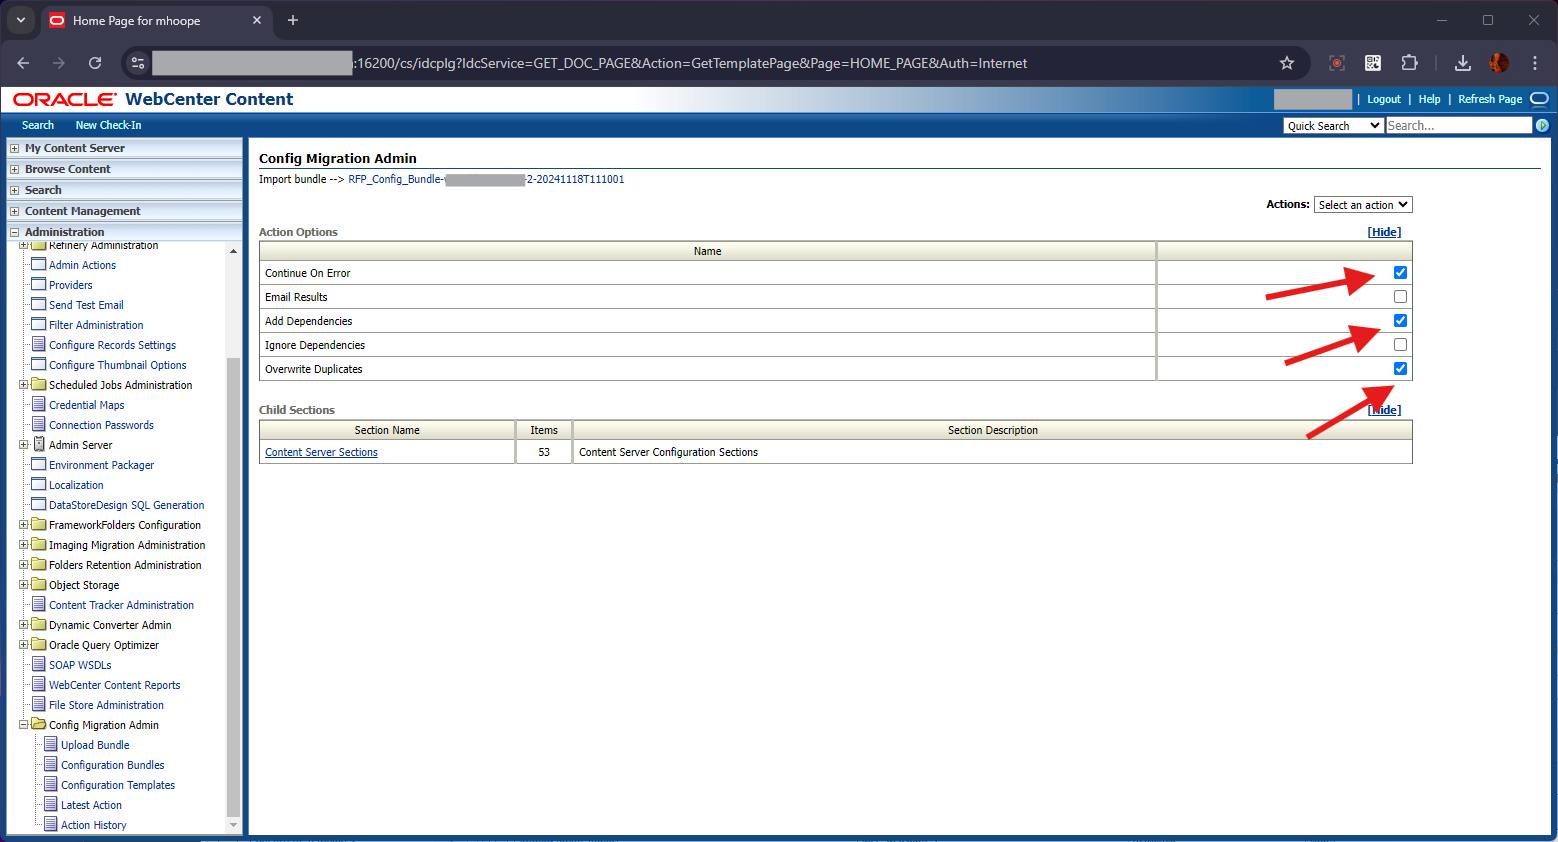 Home Page for mhoope
:16200/cs/idcplg?IdcService=GET_DOC_PAGE&Action=GetTemplatePage&Page=HOME_PAGE&Auth=Internet
ORACLE WebCenter Content
| Logout | Help | Refresh Page
Search New Check-In
Quick Search Search...
My Content Server
Browse Content
Search
Content Management
Administration
Refinery Administration
Admin Actions
Providers
Send Test Email
Filter Administration
Configure Records Settings
Configure Thumbnail Options
Scheduled Jobs Administration
Credential Maps
Connection Passwords
Admin Server
Environment Packager
Localization
DataStoreDesign SQL Generation
FrameworkFolders Configuration
Imaging Migration Administration
Folders Retention Administration
Object Storage
Content Tracker Administration
Dynamic Converter Admin
Oracle Query Optimizer
SOAP WSDLs
WebCenter Content Reports
File Store Administration
Config Migration Admin
Upload Bundle
Configuration Bundles
Configuration Templates
Latest Action
Action History
Config Migration Admin
Import bundle --> RFP_Config_Bundle- -2-20241118T111001
Actions: Select an action
Action Options [Hide]
Name
Continue On Error
Email Results
Add Dependencies
Ignore Dependencies
Overwrite Duplicates
Child Sections [Hide]
Section Name Items Section Description
Content Server Sections 53 Content Server Configuration Sections